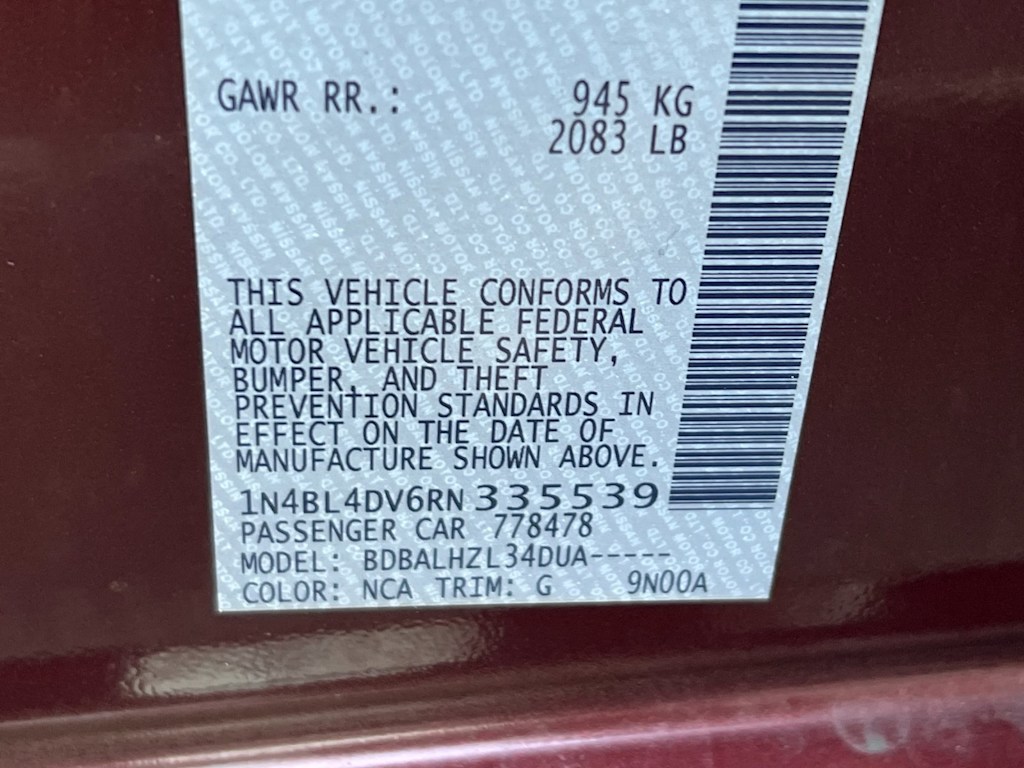 GAWR RR.: 945 KG
2083 LB
THIS VEHICLE CONFORMS TO
ALL APPLICABLE FEDERAL
MOTOR VEHICLE SAFETY,
BUMPER, AND THEFT
PREVENTION STANDARDS IN
EFFECT ON THE DATE OF
MANUFACTURE SHOWN ABOVE.
1N4BL4DV6RN335539
PASSENGER CAR 778478
MODEL: BDBALHZL34DUA-----
COLOR: NCA TRIM: G 9N00A